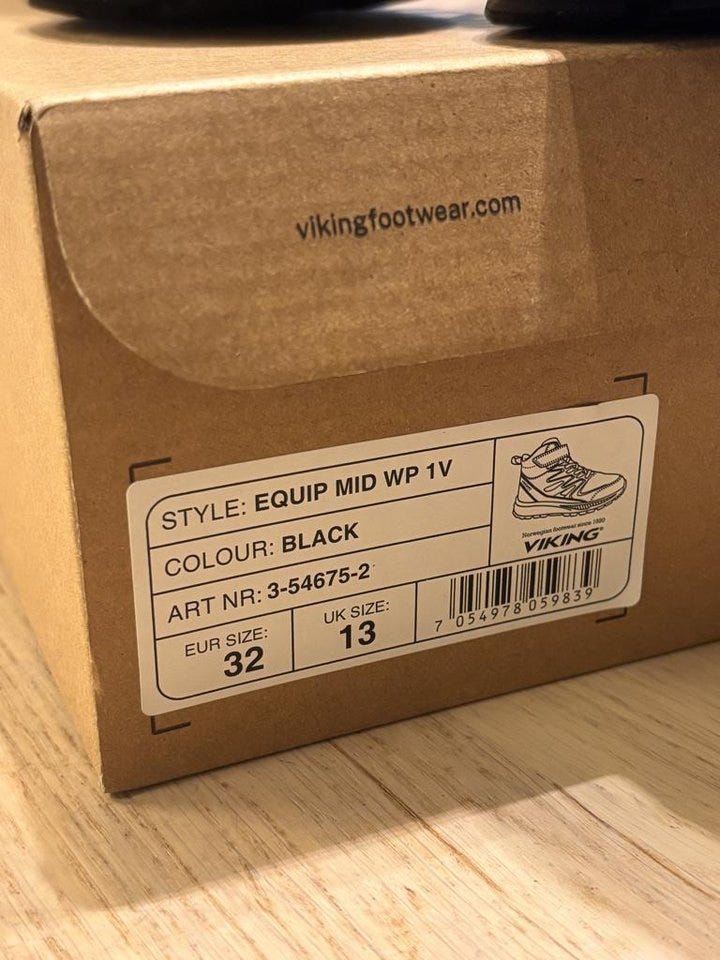 vikingfootwear.com
STYLE: EQUIP MID WP 1V
COLOUR: BLACK
ART NR: 3-54675-2
EUR SIZE:
32
UK SIZE:
13
Norwegian footwear since 1920
VIKING®
7 054978 059839